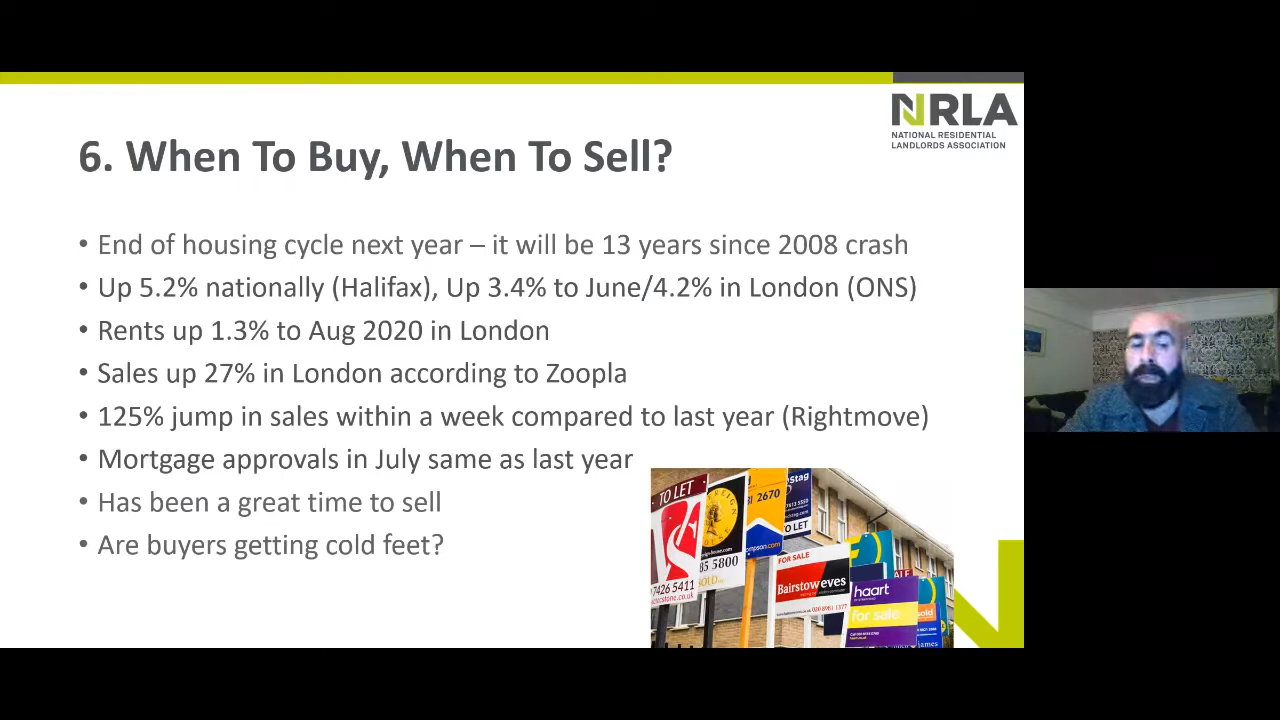 NRLA
NATIONAL RESIDENTIAL
LANDLORDS ASSOCIATION
6. When To Buy, When To Sell?
• End of housing cycle next year – it will be 13 years since 2008 crash
• Up 5.2% nationally (Halifax), Up 3.4% to June/4.2% in London (ONS)
• Rents up 1.3% to Aug 2020 in London
• Sales up 27% in London according to Zoopla
• 125% jump in sales within a week compared to last year (Rightmove)
• Mortgage approvals in July same as last year
• Has been a great time to sell
• Are buyers getting cold feet?
TO LET
7426 5411
85 5800
2670
Stag
TO LET
FOR SALE
Bairstoweves
haart
for sale